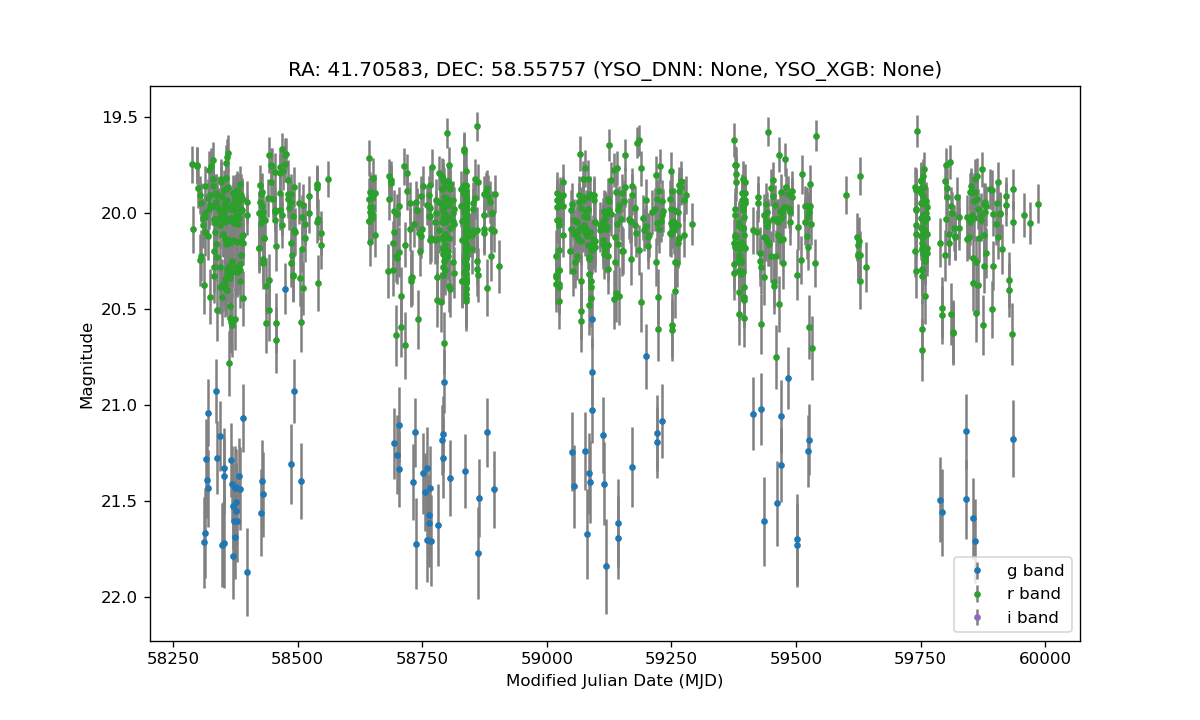 RA: 41.70583, DEC: 58.55757 (YSO_DNN: None, YSO_XGB: None)
19.5
20.0
20.5
21.0
21.5
22.0
Magnitude
g band
r band
i band
58250 58500 58750 59000 59250 59500 59750 60000
Modified Julian Date (MJD)